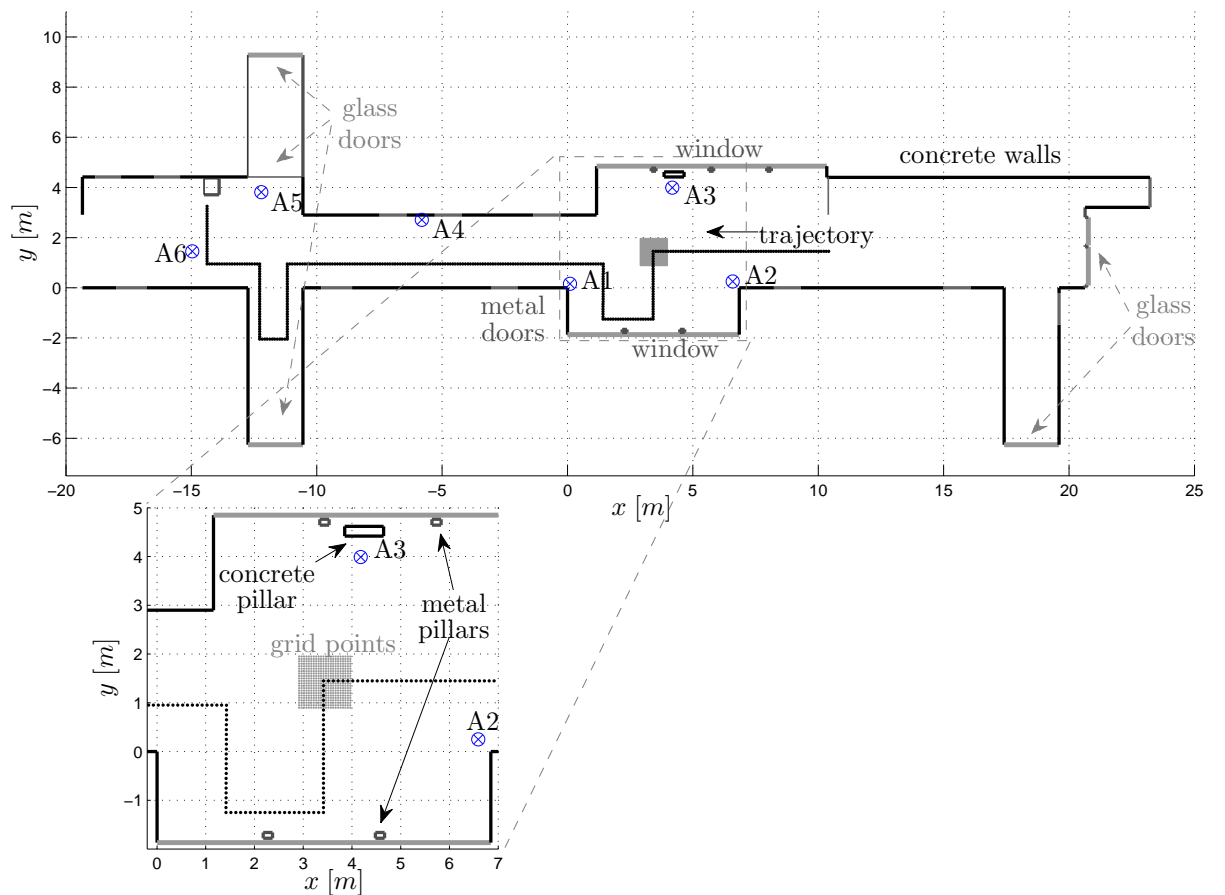 10
8
6
4
2
0
−2
−4
−6
y [m]
glass
doors
window
concrete walls
A5
A3
A4
A6
trajectory
A1
A2
metal
doors
window
glass
doors
−20
−15
−10
−5
0
5
10
15
20
25
x [m]
5
4
3
2
1
0
−1
y [m]
A3
concrete
pillar
metal
pillars
grid points
A2
0
1
2
3
4
5
6
7
x [m]